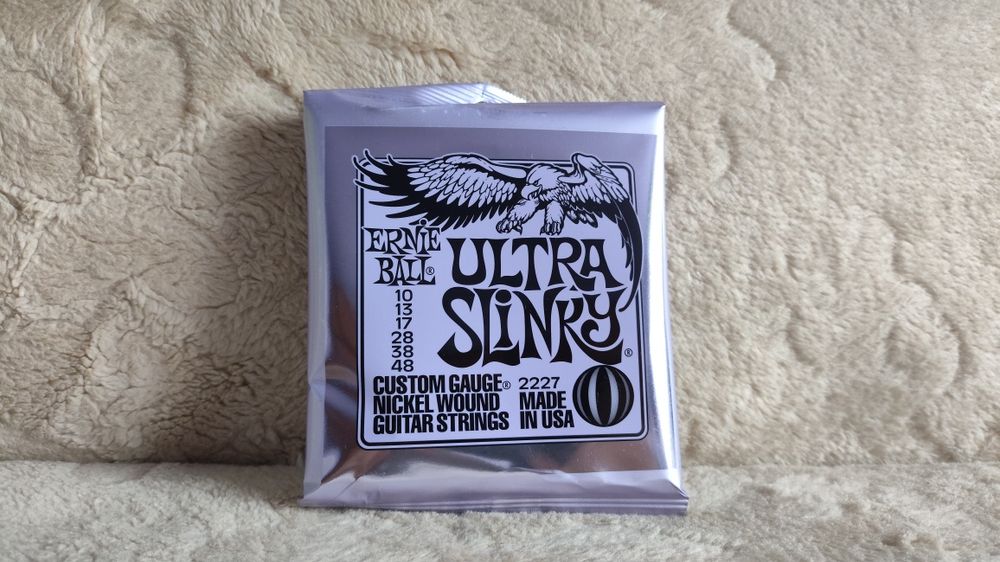 ERNIE
BALL®
ULTRA
SLINKY®
10
13
17
28
38
48
CUSTOM GAUGE®
NICKEL WOUND
GUITAR STRINGS
2227
MADE
IN USA